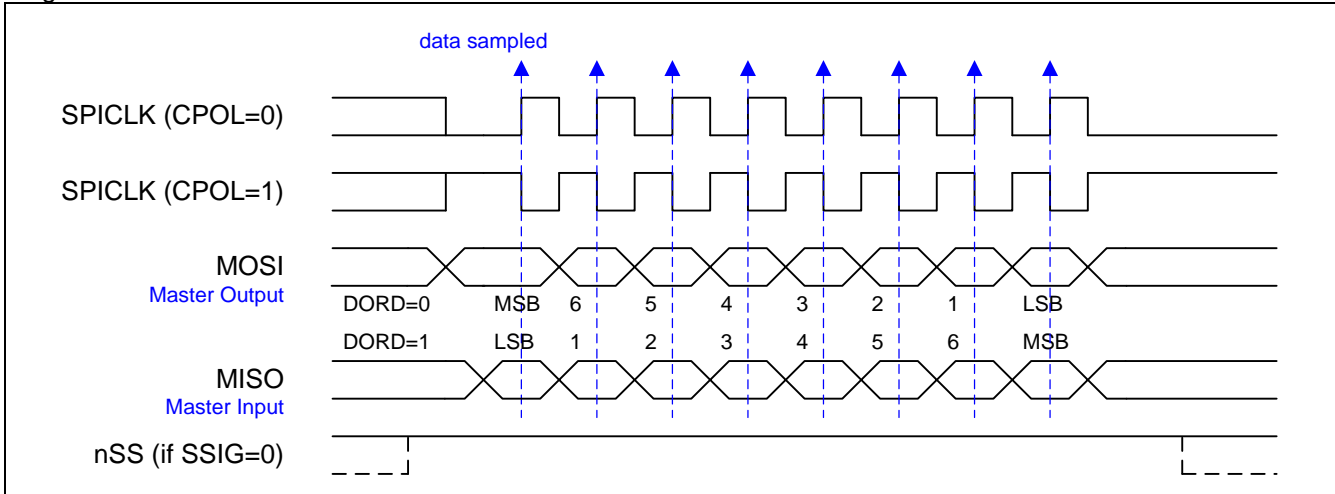 data sampled
SPICLK (CPOL=0)
SPICLK (CPOL=1)
MOSI
Master Output
DORD=0 MSB 6 5 4 3 2 1 LSB
DORD=1 LSB 1 2 3 4 5 6 MSB
MISO
Master Input
nSS (if SSIG=0)